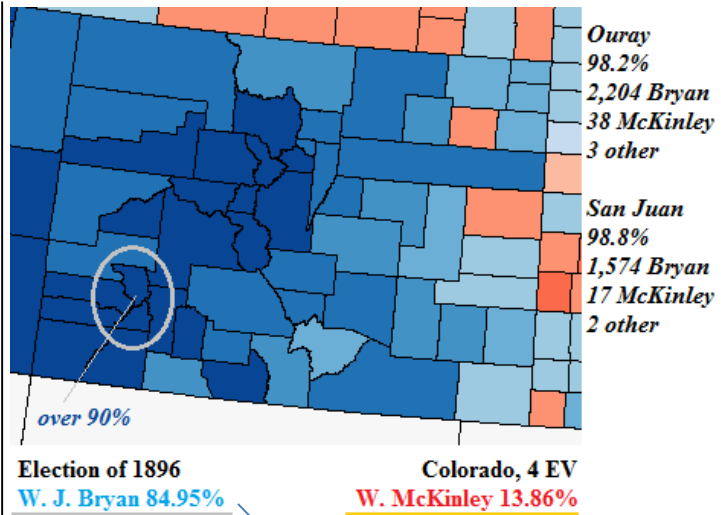 Ouray
98.2%
2,204 Bryan
38 McKinley
3 other
San Juan
98.8%
1,574 Bryan
17 McKinley
2 other
over 90%
Election of 1896
Colorado, 4 EV
W. J. Bryan 84.95%
W. McKinley 13.86%